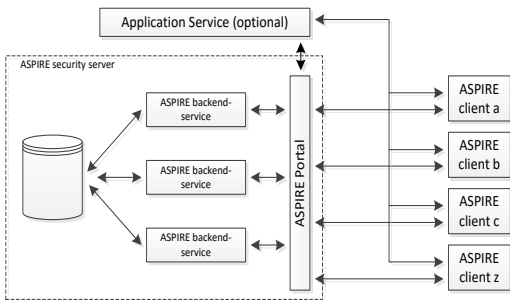 Application Service (optional)
ASPIRE security server
ASPIRE backend-
service
ASPIRE backend-
service
ASPIRE backend-
service
ASPIRE Portal
ASPIRE
client a
ASPIRE
client b
ASPIRE
client c
ASPIRE
client z